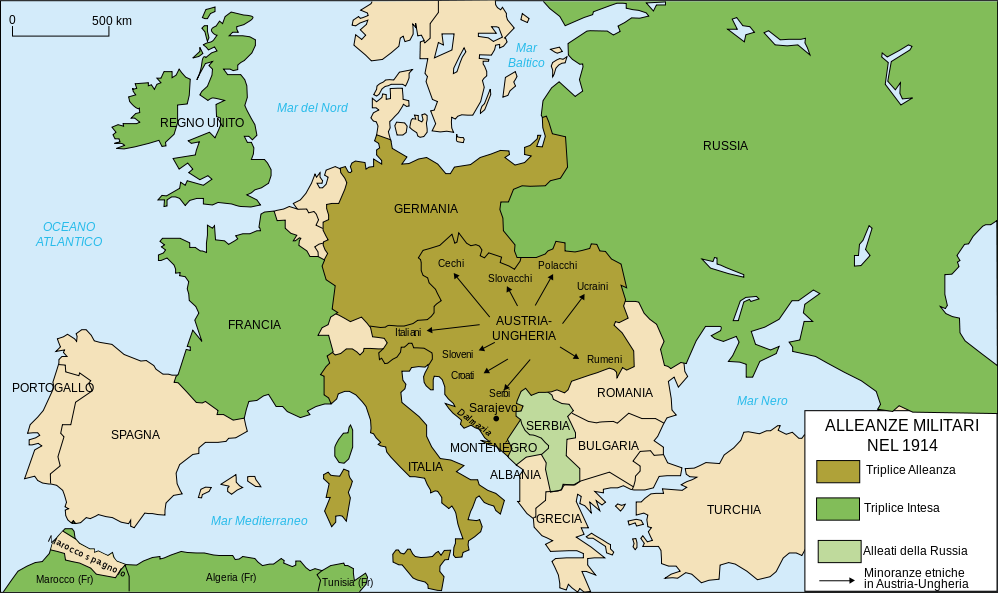 0
500 km
Mar
Baltico
Mar del Nord
REGNO UNITO
RUSSIA
GERMANIA
OCEANO
ATLANTICO
Cechi
Slovacchi
Polacchi
Ucraini
FRANCIA
Italiani
AUSTRIA-
UNGHERIA
Sloveni
Rumeni
Croati
PORTOGALLO
Serbi
ROMANIA
Sarajevo
Dalmazia
Mar Nero
SPAGNA
SERBIA
MONTENEGRO
BULGARIA
ITALIA
ALBANIA
Mar Mediterraneo
GRECIA
TURCHIA
Marocco spagnolo
Marocco (Fr)
Algeria (Fr)
Tunisia (Fr)
ALLEANZE MILITARI
NEL 1914
Triplice Alleanza
Triplice Intesa
Alleati della Russia
Minoranze etniche
in Austria-Ungheria